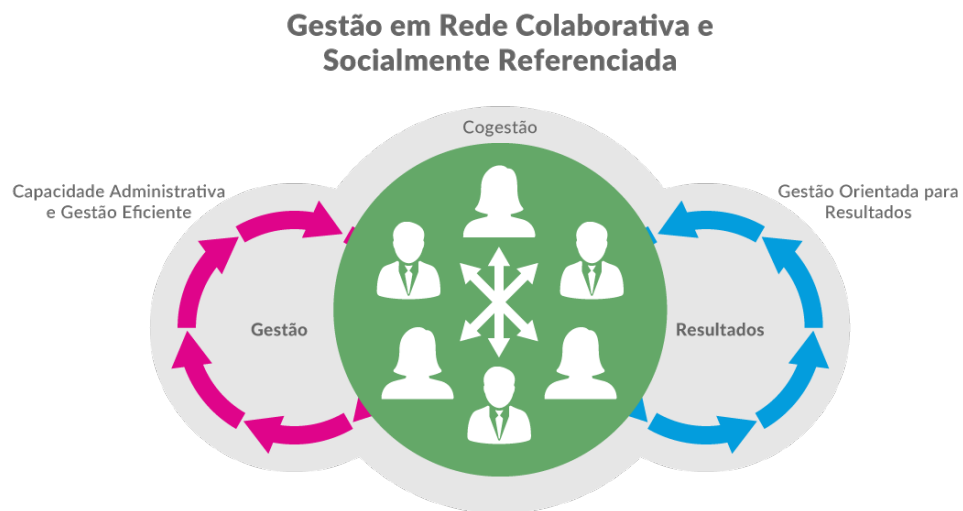 Gestão em Rede Colaborativa e
Socialmente Referenciada
Cogestão
Capacidade Administrativa
e Gestão Eficiente
Gestão Orientada para
Resultados
Gestão
Resultados